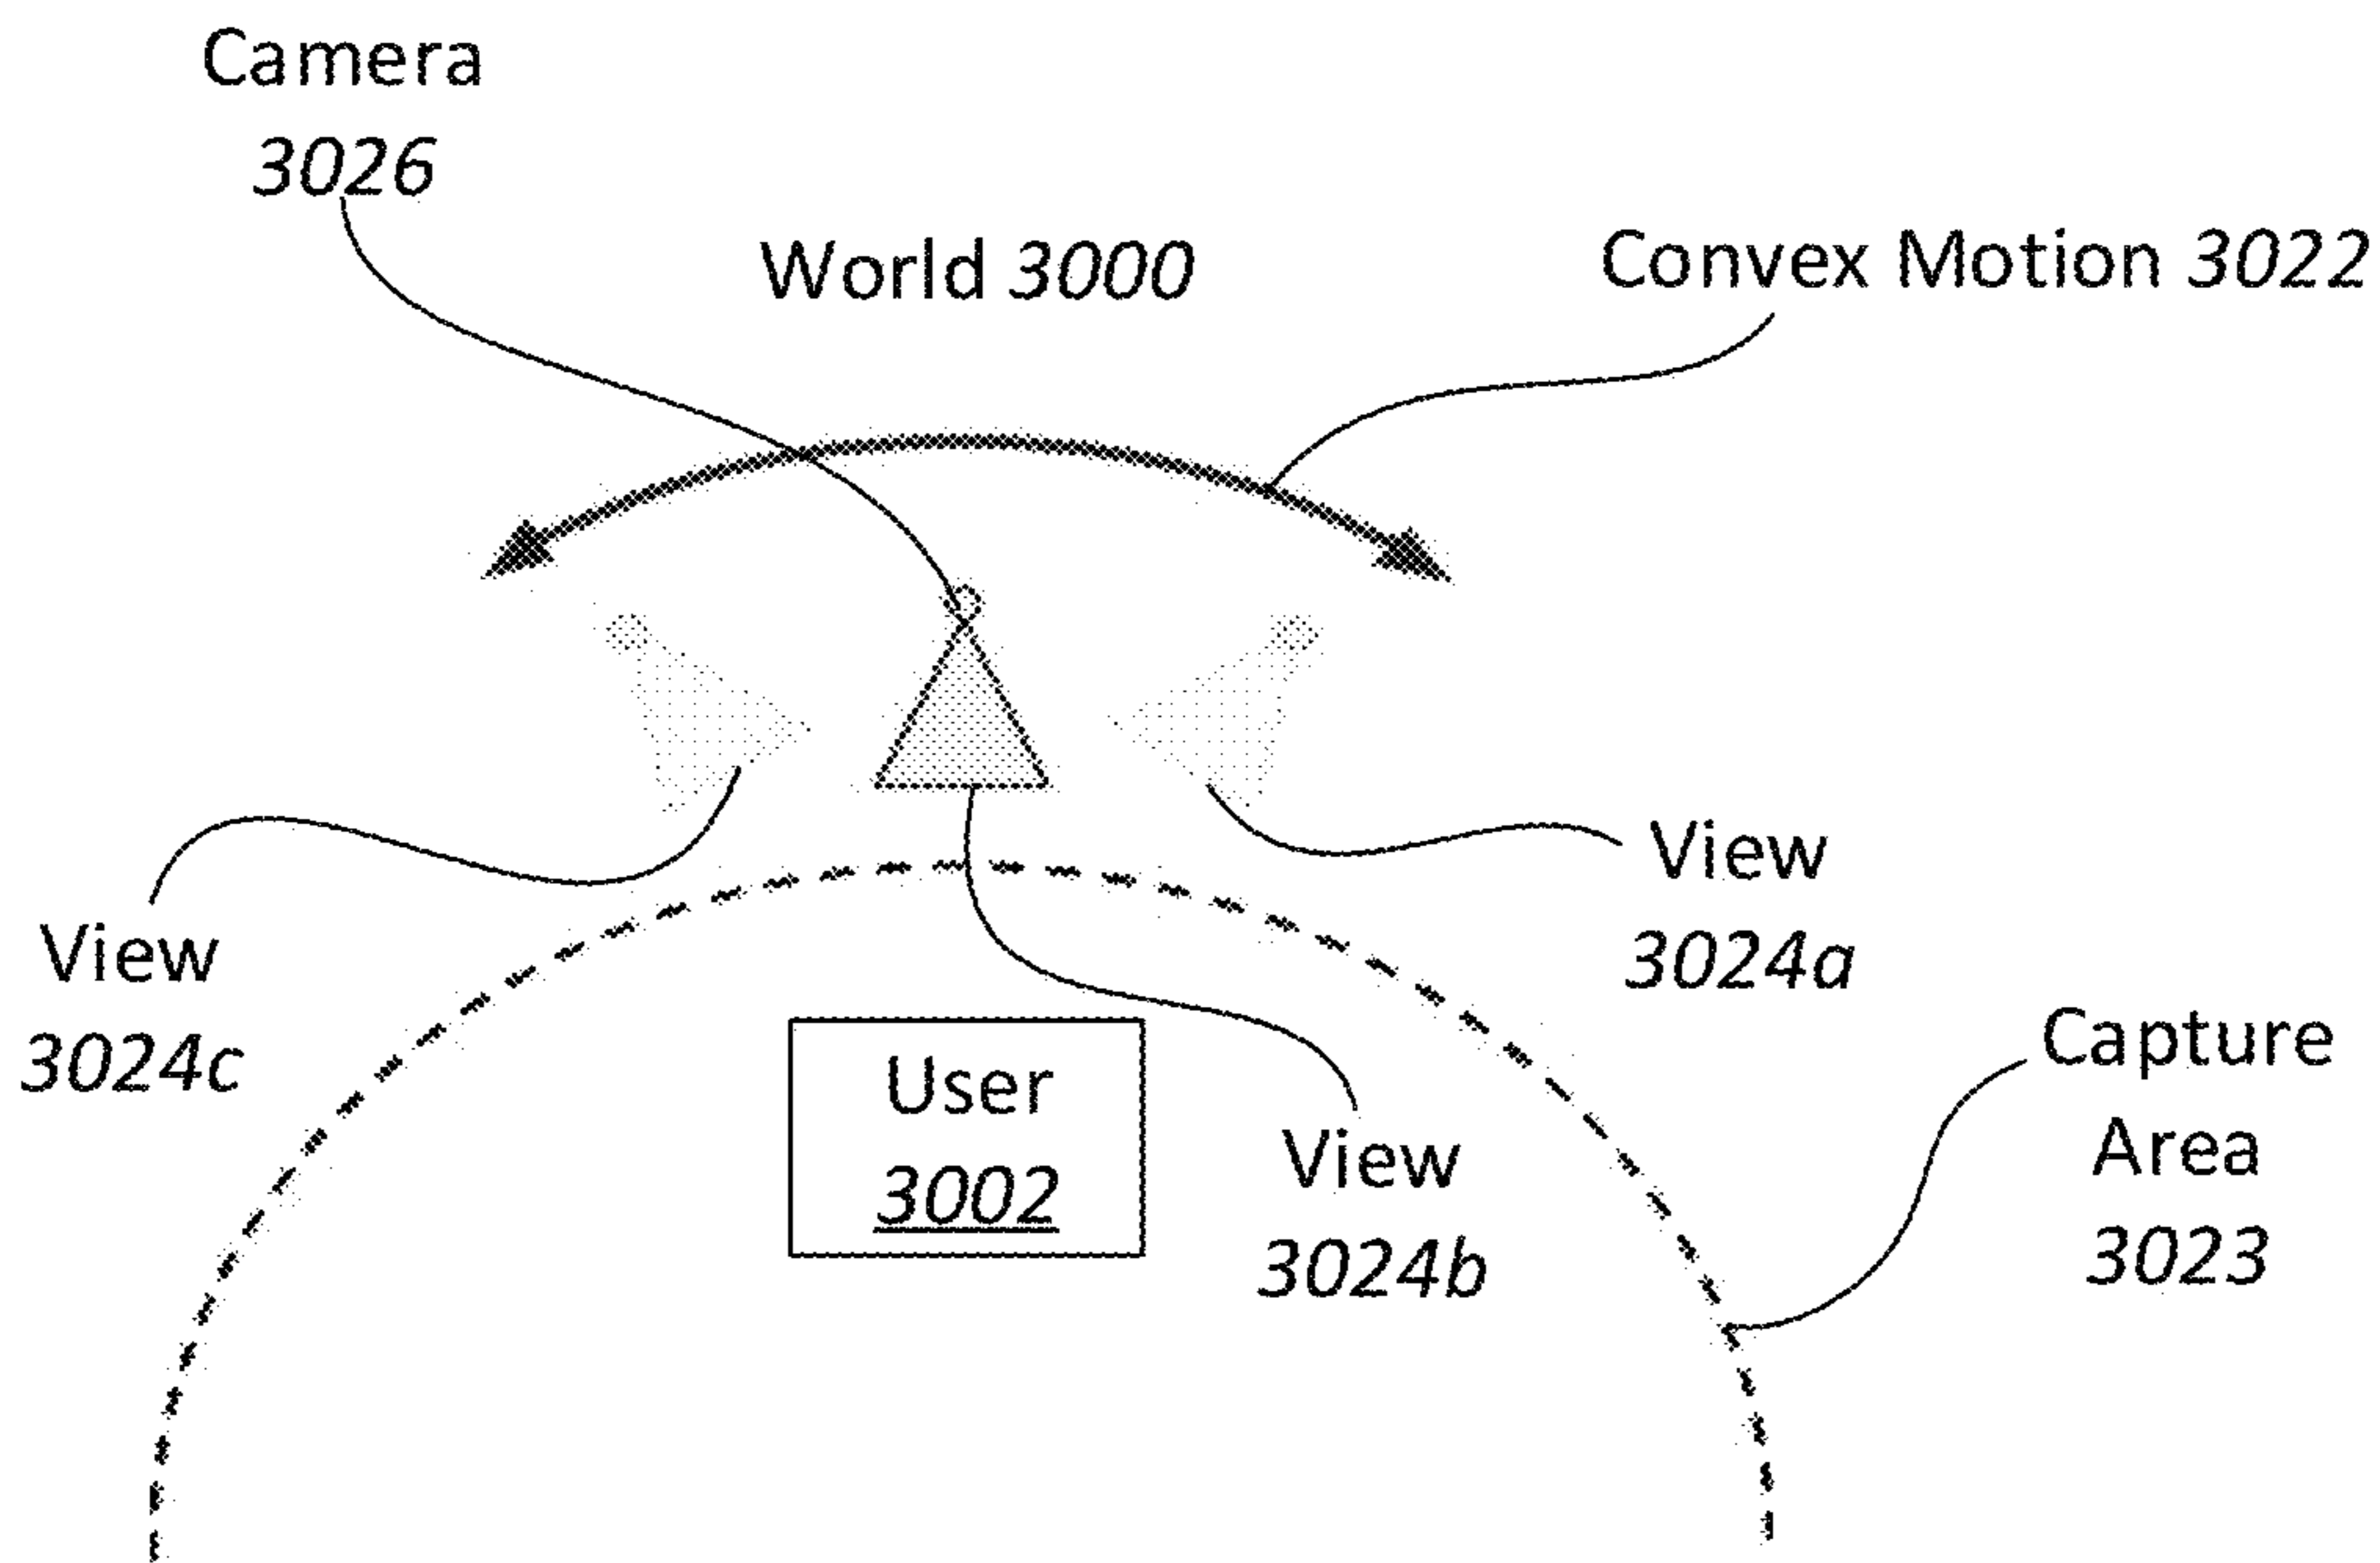 Camera
3026
World 3000
Convex Motion 3022
View
3024a
View
3024c
Capture
Area
3023
User
3002
View
3024b